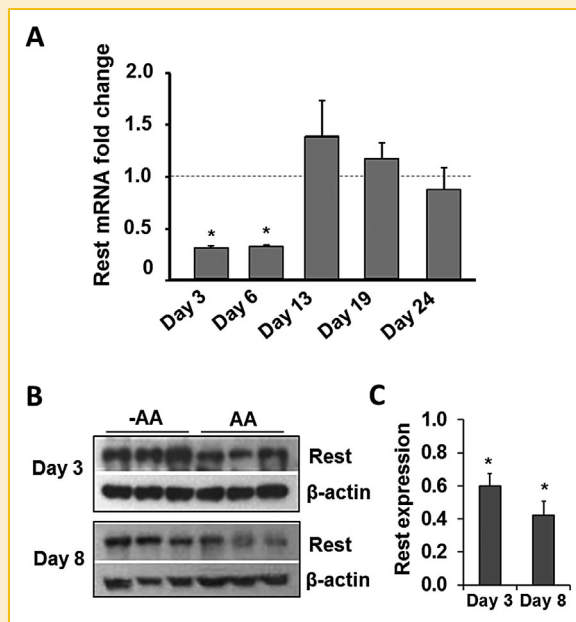 A
Rest mRNA fold change
2.0
1.5
1.0
0.5
0
*
*
Day 3
Day 6
Day 13
Day 19
Day 24
B
-AA
AA
Day 3
Rest
β-actin
Day 8
Rest
β-actin
C
Rest expression
1.0
0.8
0.6
0.4
0.2
0.0
*
*
Day 3
Day 8